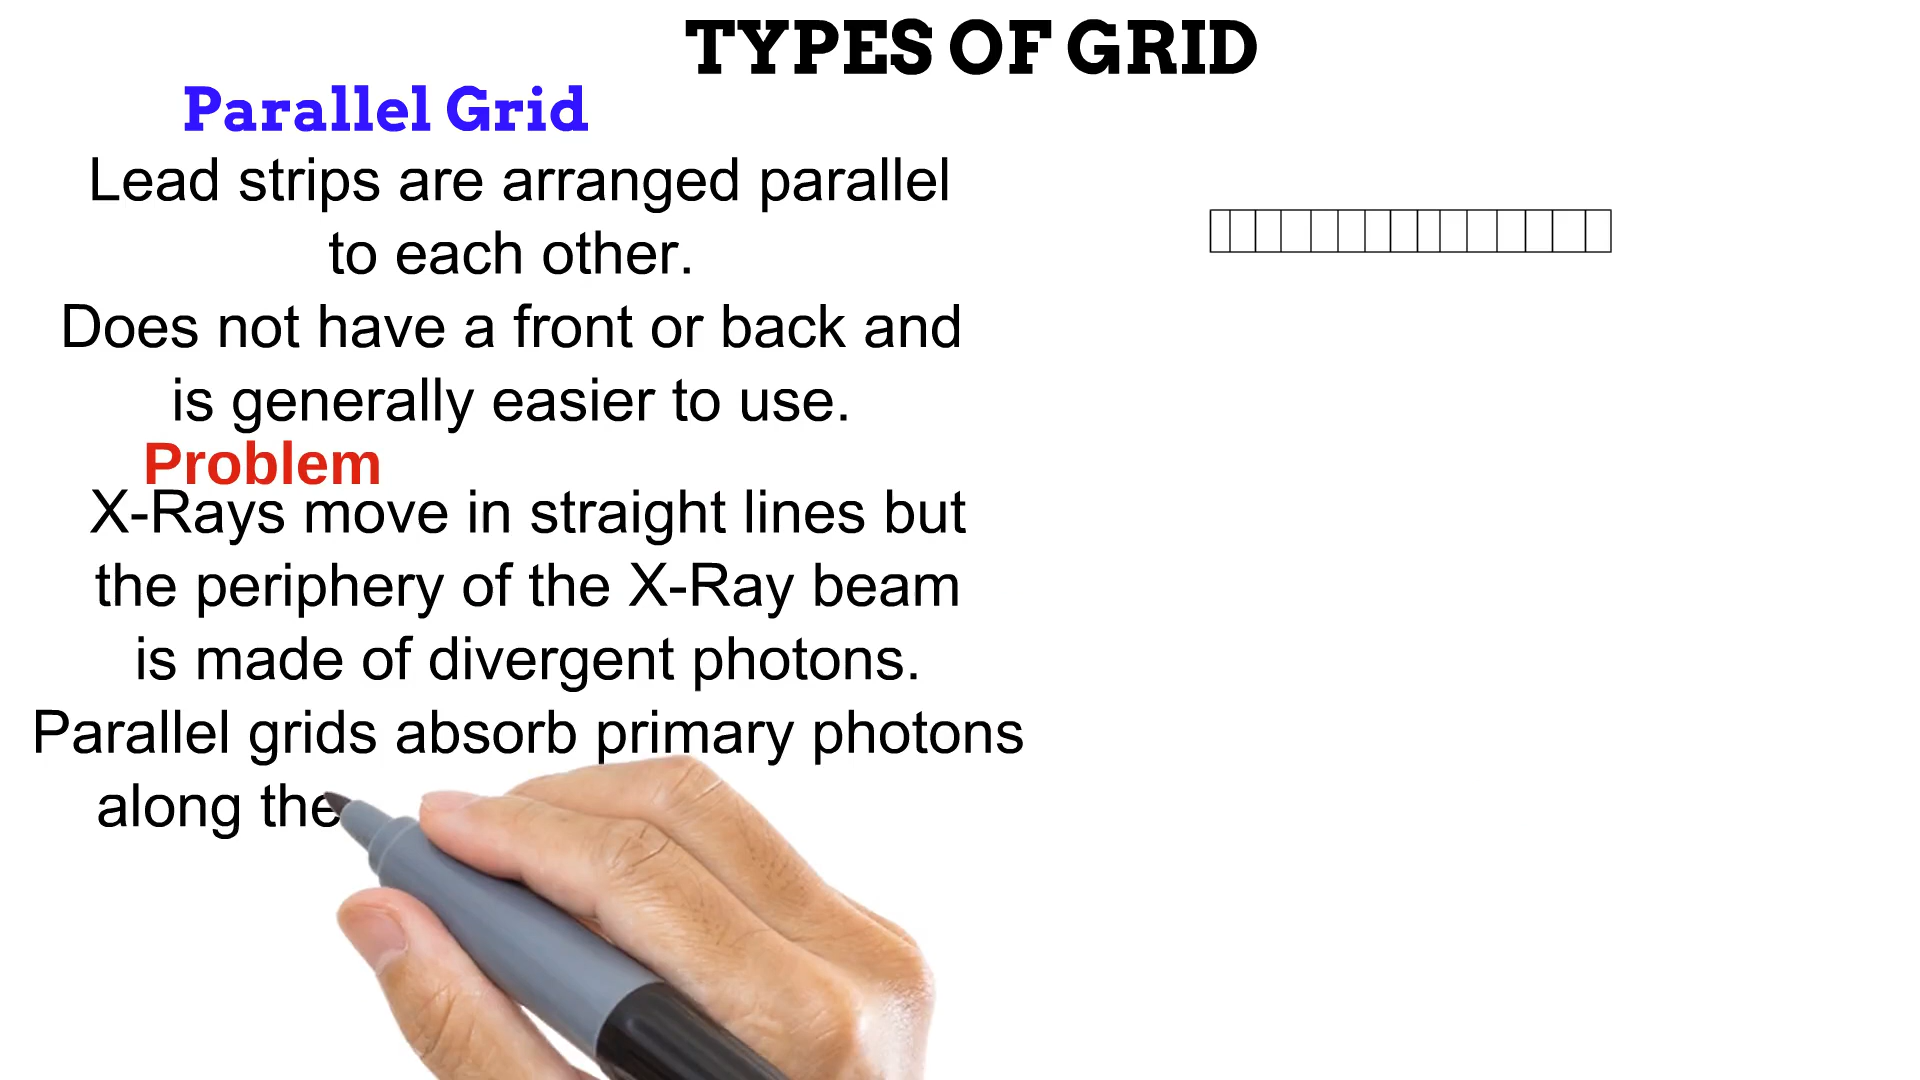 TYPES OF GRID
Parallel Grid
Lead strips are arranged parallel
to each other.
Does not have a front or back and
is generally easier to use.
Problem
X-Rays move in straight lines but
the periphery of the X-Ray beam
is made of divergent photons.
Parallel grids absorb primary photons
along the